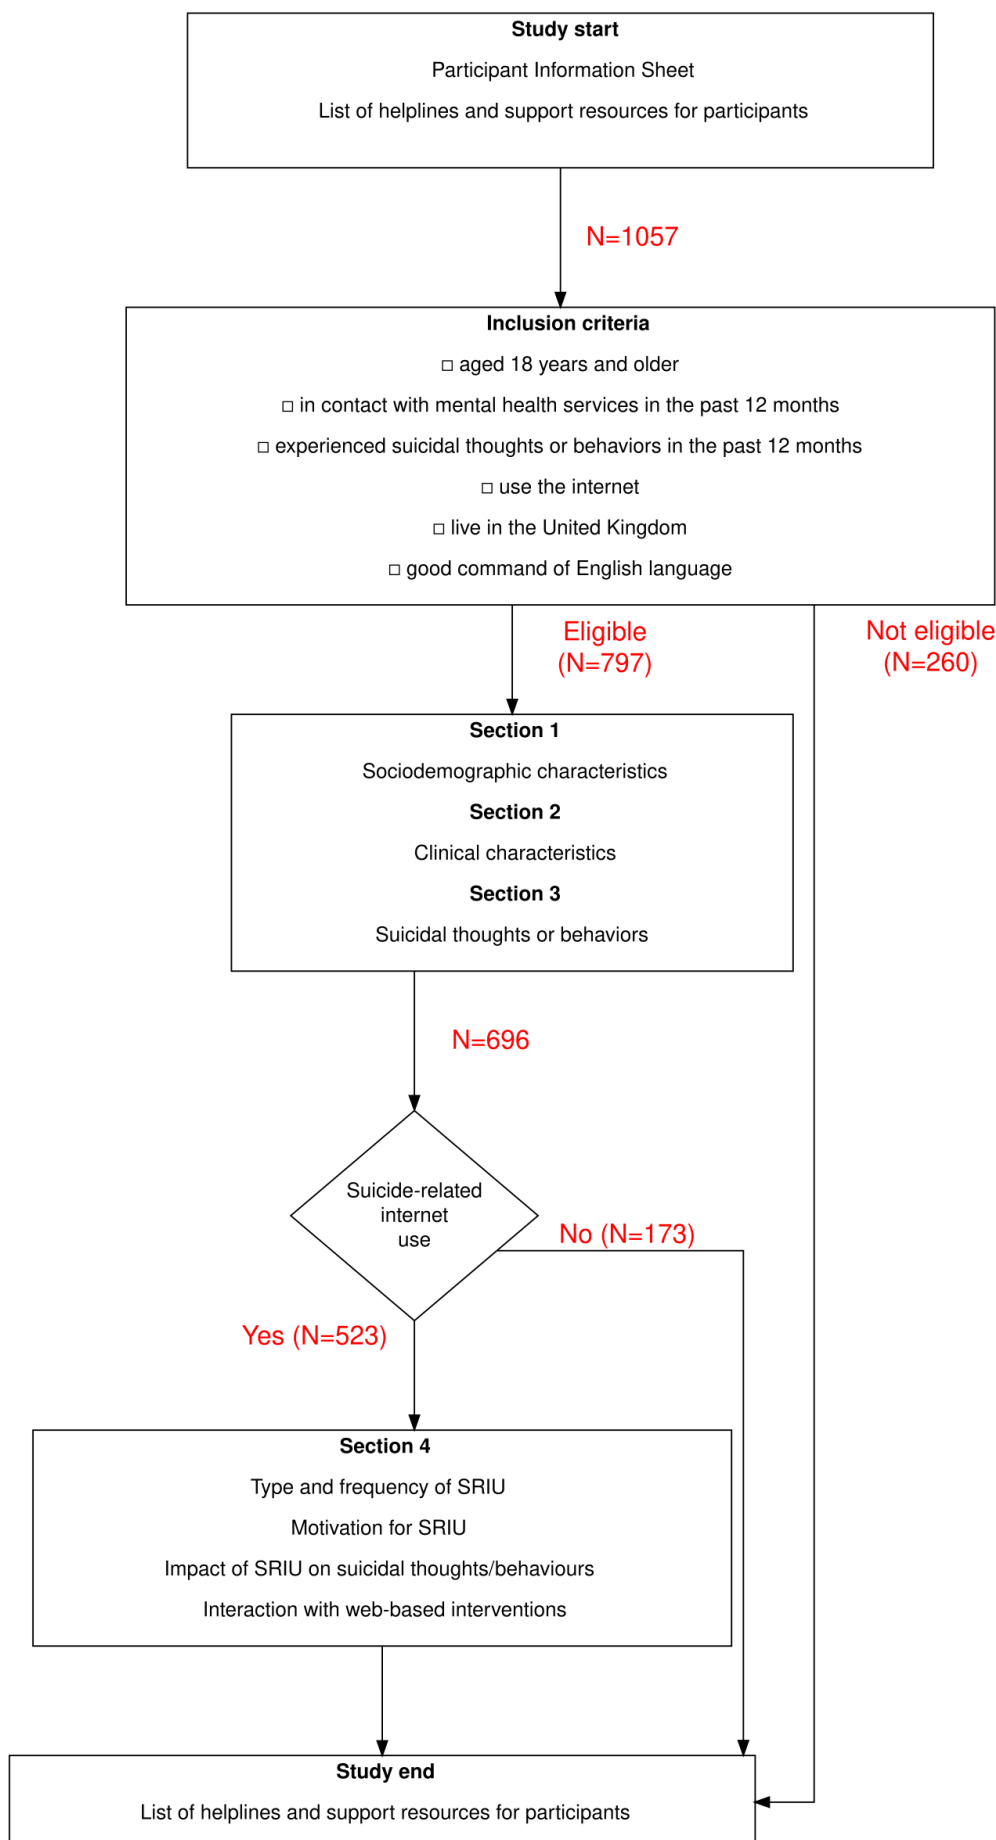 Study start
Participant Information Sheet
List of helplines and support resources for participants
N=1057
Inclusion criteria
□ aged 18 years and older
□ in contact with mental health services in the past 12 months
□ experienced suicidal thoughts or behaviors in the past 12 months
□ use the internet
□ live in the United Kingdom
□ good command of English language
Eligible
(N=797)
Not eligible
(N=260)
Section 1
Sociodemographic characteristics
Section 2
Clinical characteristics
Section 3
Suicidal thoughts or behaviors
N=696
Suicide-related
internet
use
No (N=173)
Yes (N=523)
Section 4
Type and frequency of SRIU
Motivation for SRIU
Impact of SRIU on suicidal thoughts/behaviours
Interaction with web-based interventions
Study end
List of helplines and support resources for participants